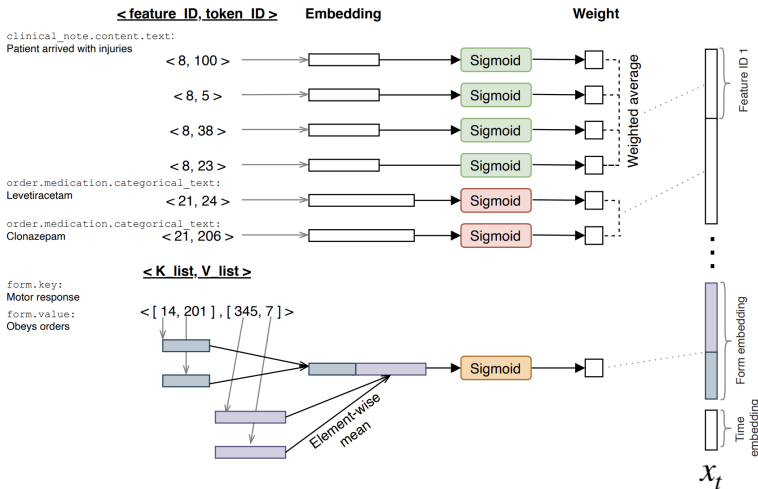 < feature_ID, token_ID >
Embedding
Weight
clinical_note.content.text:
Patient arrived with injuries
< 8, 100 >
Sigmoid
< 8, 5 >
Sigmoid
< 8, 38 >
Sigmoid
< 8, 23 >
Sigmoid
Weighted average
Feature ID 1
order.medication.categorical_text:
Levetiracetam
< 21, 24 >
Sigmoid
order.medication.categorical_text:
Clonazepam
< 21, 206 >
Sigmoid
< K_list, V_list >
form.key:
Motor response
form.value:
Obeys orders
< [ 14, 201 ] , [ 345, 7 ] >
Sigmoid
Element-wise
mean
Form embedding
Time
embedding
x_t